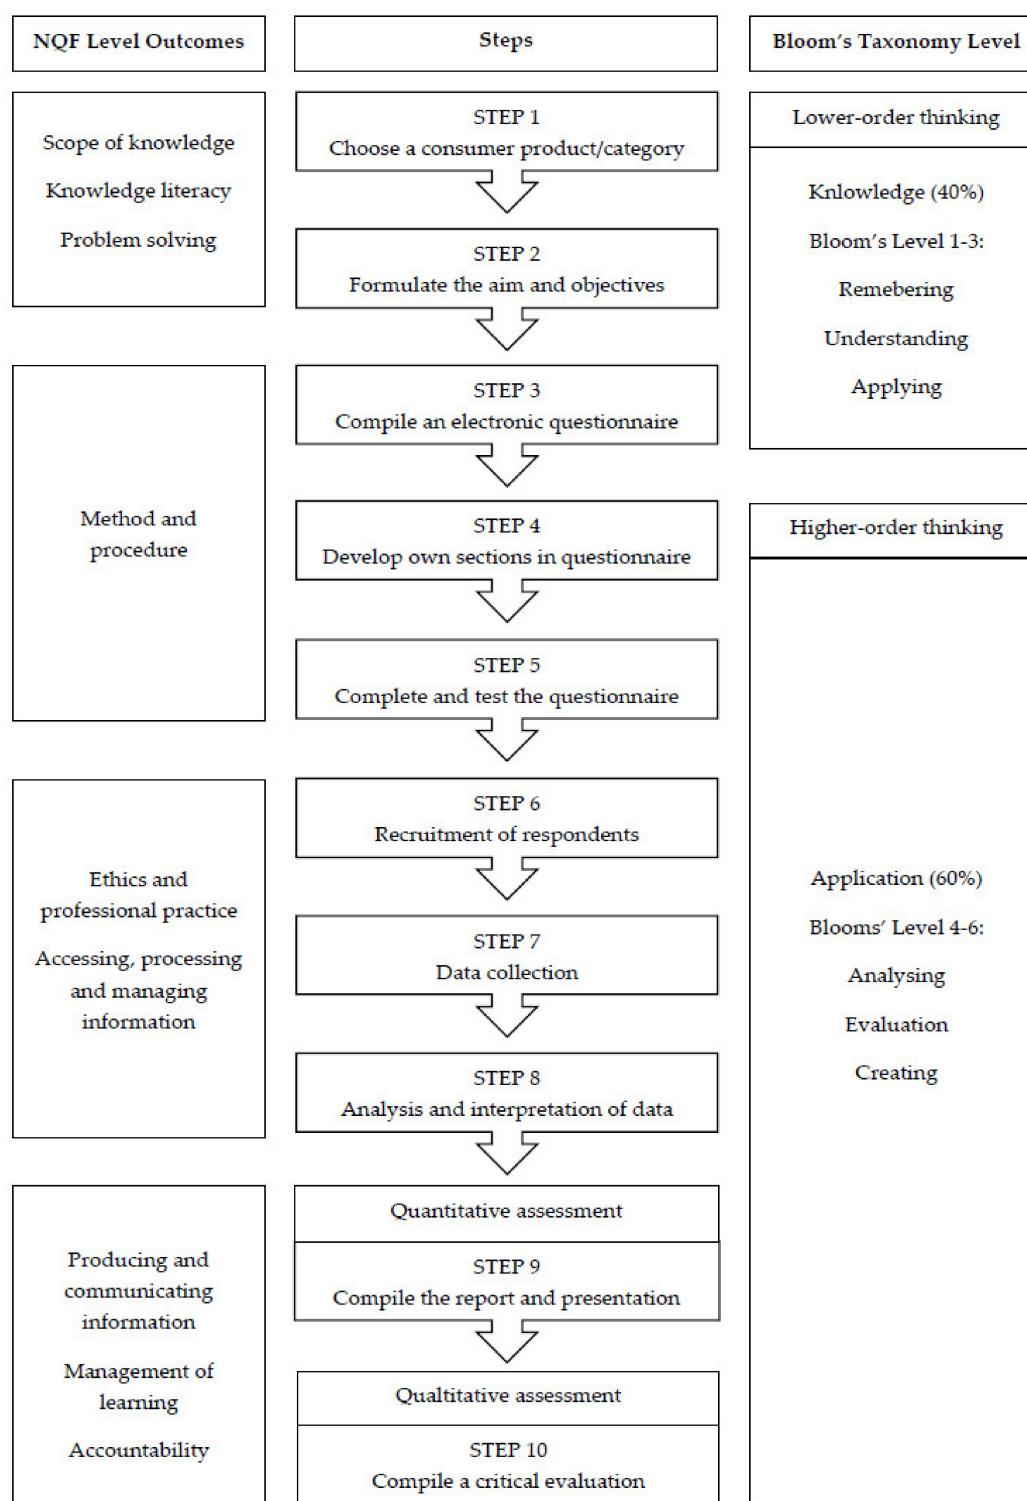 NQF Level Outcomes
Scope of knowledge
Knowledge literacy
Problem solving
Method and
procedure
Ethics and
professional practice
Accessing, processing
and managing
information
Producing and
communicating
information
Management of
learning
Accountability
Steps
STEP 1
Choose a consumer product/category
STEP 2
Formulate the aim and objectives
STEP 3
Compile an electronic questionnaire
STEP 4
Develop own sections in questionnaire
STEP 5
Complete and test the questionnaire
STEP 6
Recruitment of respondents
STEP 7
Data collection
STEP 8
Analysis and interpretation of data
Quantitative assessment
STEP 9
Compile the report and presentation
Qualtitative assessment
STEP 10
Compile a critical evaluation
Bloom's Taxonomy Level
Lower-order thinking
Knlowledge (40%)
Bloom's Level 1-3:
Remebering
Understanding
Applying
Higher-order thinking
Application (60%)
Blooms' Level 4-6:
Analysing
Evaluation
Creating